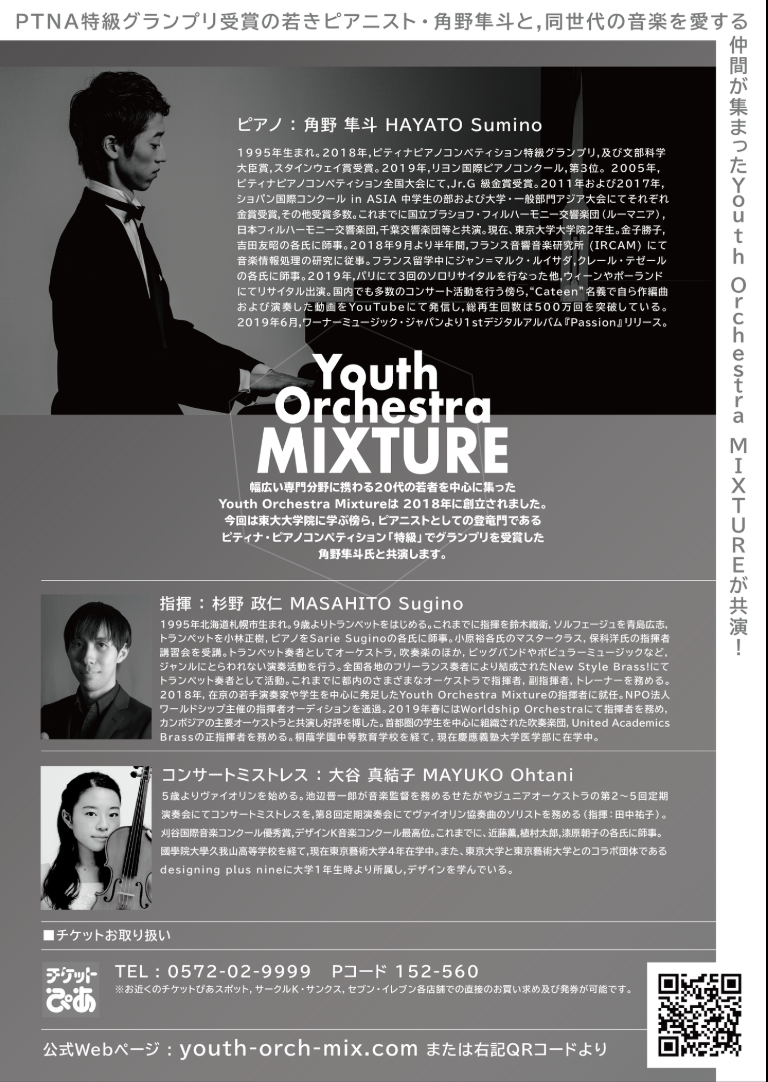 PTNA特級グランプリ受賞の若きピアニスト・角野隼斗と,同世代の音楽を愛する
仲間が集まったYouth Orchestra MIXTUREが共演！
ピアノ：角野 隼斗 HAYATO Sumino
1995年生まれ。2018年,ピティナピアノコンペティション特級グランプリ,及び文部科学
大臣賞,スタインウェイ賞受賞。2019年,リヨン国際ピアノコンクール,第3位。 2005年,
ピティナピアノコンペティション全国大会にて,Jr.G 級金賞受賞。2011年および2017年,
ショパン国際コンクール in ASIA 中学生の部および大学・一般部門アジア大会にてそれぞれ
金賞受賞,その他受賞多数。これまでに国立ブラショフ・フィルハーモニー交響楽団（ルーマニア）,
日本フィルハーモニー交響楽団,千葉交響楽団等と共演。現在、東京大学大学院2年生。金子勝子,
吉田友昭の各氏に師事。2018年9月より半年間,フランス音響音楽研究所 (IRCAM) にて
音楽情報処理の研究に従事。フランス留学中にジャン=マルク・ルイサダ,クレール・テゼール
の各氏に師事。2019年,パリにて3回のソロリサイタルを行なった他,ウィーンやポーランド
にてリサイタル出演。国内でも多数のコンサート活動を行う傍ら,“Cateen”名義で自ら作編曲
および演奏した動画をYouTubeにて発信し,総再生回数は500万回を突破している。
2019年6月,ワーナーミュージック・ジャパンより1stデジタルアルバム『Passion』リリース。
Youth
Orchestra
MIXTURE
幅広い専門分野に携わる20代の若者を中心に集った
Youth Orchestra Mixtureは 2018年に創立されました。
今回は東大大学院に学ぶ傍ら, ピアニストとしての登竜門である
ピティナ・ピアノコンペティション「特級」でグランプリを受賞した
角野隼斗氏と共演します。
指揮：杉野 政仁 MASAHITO Sugino
1995年北海道札幌市生まれ。9歳よりトランペットをはじめる。これまでに指揮を鈴木織衛, ソルフェージュを青島広志,
トランペットを小林正樹, ピアノをSarie Suginoの各氏に師事。小原裕各氏のマスタークラス, 保科洋氏の指揮者
講習会を受講。トランペット奏者としてオーケストラ, 吹奏楽のほか, ビッグバンドやポピュラーミュージックなど,
ジャンルにとらわれない演奏活動を行う。全国各地のフリーランス奏者により結成されたNew Style Brass!にて
トランペット奏者として活動。これまでに都内のさまざまなオーケストラで指揮者, 副指揮者, トレーナーを務める。
2018年, 在京の若手演奏家や学生を中心に発足したYouth Orchestra Mixtureの指揮者に就任。NPO法人
ワールドシップ主催の指揮者オーディションを通過。2019年春にはWorldship Orchestraにて指揮者を務め,
カンボジアの主要オーケストラと共演し好評を博した。首都圏の学生を中心に組織された吹奏楽団, United Academics
Brassの正指揮者を務める。桐蔭学園中等教育学校を経て, 現在慶應義塾大学医学部に在学中。
コンサートミストレス：大谷 真結子 MAYUKO Ohtani
5歳よりヴァイオリンを始める。池辺晋一郎が音楽監督を務めるせたがやジュニアオーケストラの第2〜5回定期
演奏会にてコンサートミストレスを,第8回定期演奏会にてヴァイオリン協奏曲のソリストを務める（指揮：田中祐子）。
刈谷国際音楽コンクール優秀賞,デザインK音楽コンクール最高位。これまでに、近藤薫,植村太郎,漆原朝子の各氏に師事。
國學院大學久我山高等学校を経て,現在東京藝術大学4年在学中。また、東京大学と東京藝術大学とのコラボ団体である
designing plus nineに大学1年生時より所属し,デザインを学んでいる。
■チケットお取り扱い
チケット
ぴあ
TEL：0572-02-9999 Pコード 152-560
※お近くのチケットぴあスポット, サークルK・サンクス, セブン・イレブン各店舗での直接のお買い求め及び発券が可能です。
公式Webページ：youth-orch-mix.com または右記QRコードより